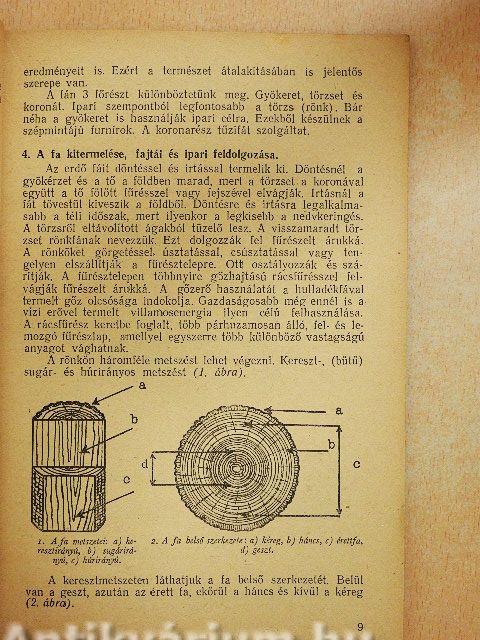 eredményeit is. Ezért a természet átalakításában is jelentős
szerepe van.
A fán 3 főrészt különböztetünk meg. Gyökeret, törzset és
koronát. Ipari szempontból legfontosabb a törzs (rönk). Bár
néha a gyökeret is használják ipari célra. Ezekből készülnek a
szépmintájú furnírok. A koronarész tűzifát szolgáltat.
4. A fa kitermelése, fajtái és ipari feldolgozása.
Az erdő fáit döntéssel és irtással termelik ki. Döntésnél a
gyökérzet és a tő a földben marad, mert a törzset a koronával
együtt a tő fölött fűrésszel vagy fejszével elvágják. Irtásnál a
fát tövestül kiveszik a földből. Döntésre és irtásra legalkalma-
sabb a téli időszak, mert ilyenkor a legkisebb a nedvkeringés.
A törzsről eltávolított ágakból tüzelő lesz. A visszamaradt tör-
zset rönkfának nevezzük. Ezt dolgozzák fel fűrészelt árukká.
A rönköket görgetéssel, úsztatással, csúsztatással vagy ten-
gelyen elszállítják a fűrésztelepre. Ott osztályozzák és szá-
rítják. A fűrésztelepen többnyire gőzhajtású rácsfűrésszel fel-
vágják fűrészelt árukká. A gőzerő használatát a hulladékfával
termelt gőz olcsósága indokolja. Gazdaságosabb még ennél is a
vízi erővel termelt villamosenergia ilyen célú felhasználása.
A rácsfűrész keretbe foglalt, több párhuzamosan álló, fel- és le-
mozgó fűrészlap, amellyel egyszerre több különböző vastagságú
anyagot vághatnak.
A rönkön háromféle metszést lehet végezni. Kereszt-, (bütü)
sugár- és húrirányos metszést (1. ábra).
a
b
c
d
a
b
c
1. A fa metszetei: a) ke-
resztirányú, b) sugárirá-
nyú, c) húrirányú.
2. A fa belső szerkezete: a) kéreg, b) háncs, c) érettfa,
d) geszt.
A keresztmetszeten láthatjuk a fa belső szerkezetét. Belül
van a geszt, azután az érett fa, ekörül a háncs és kívül a kéreg
(2. ábra).
9
Antikvárium.hu